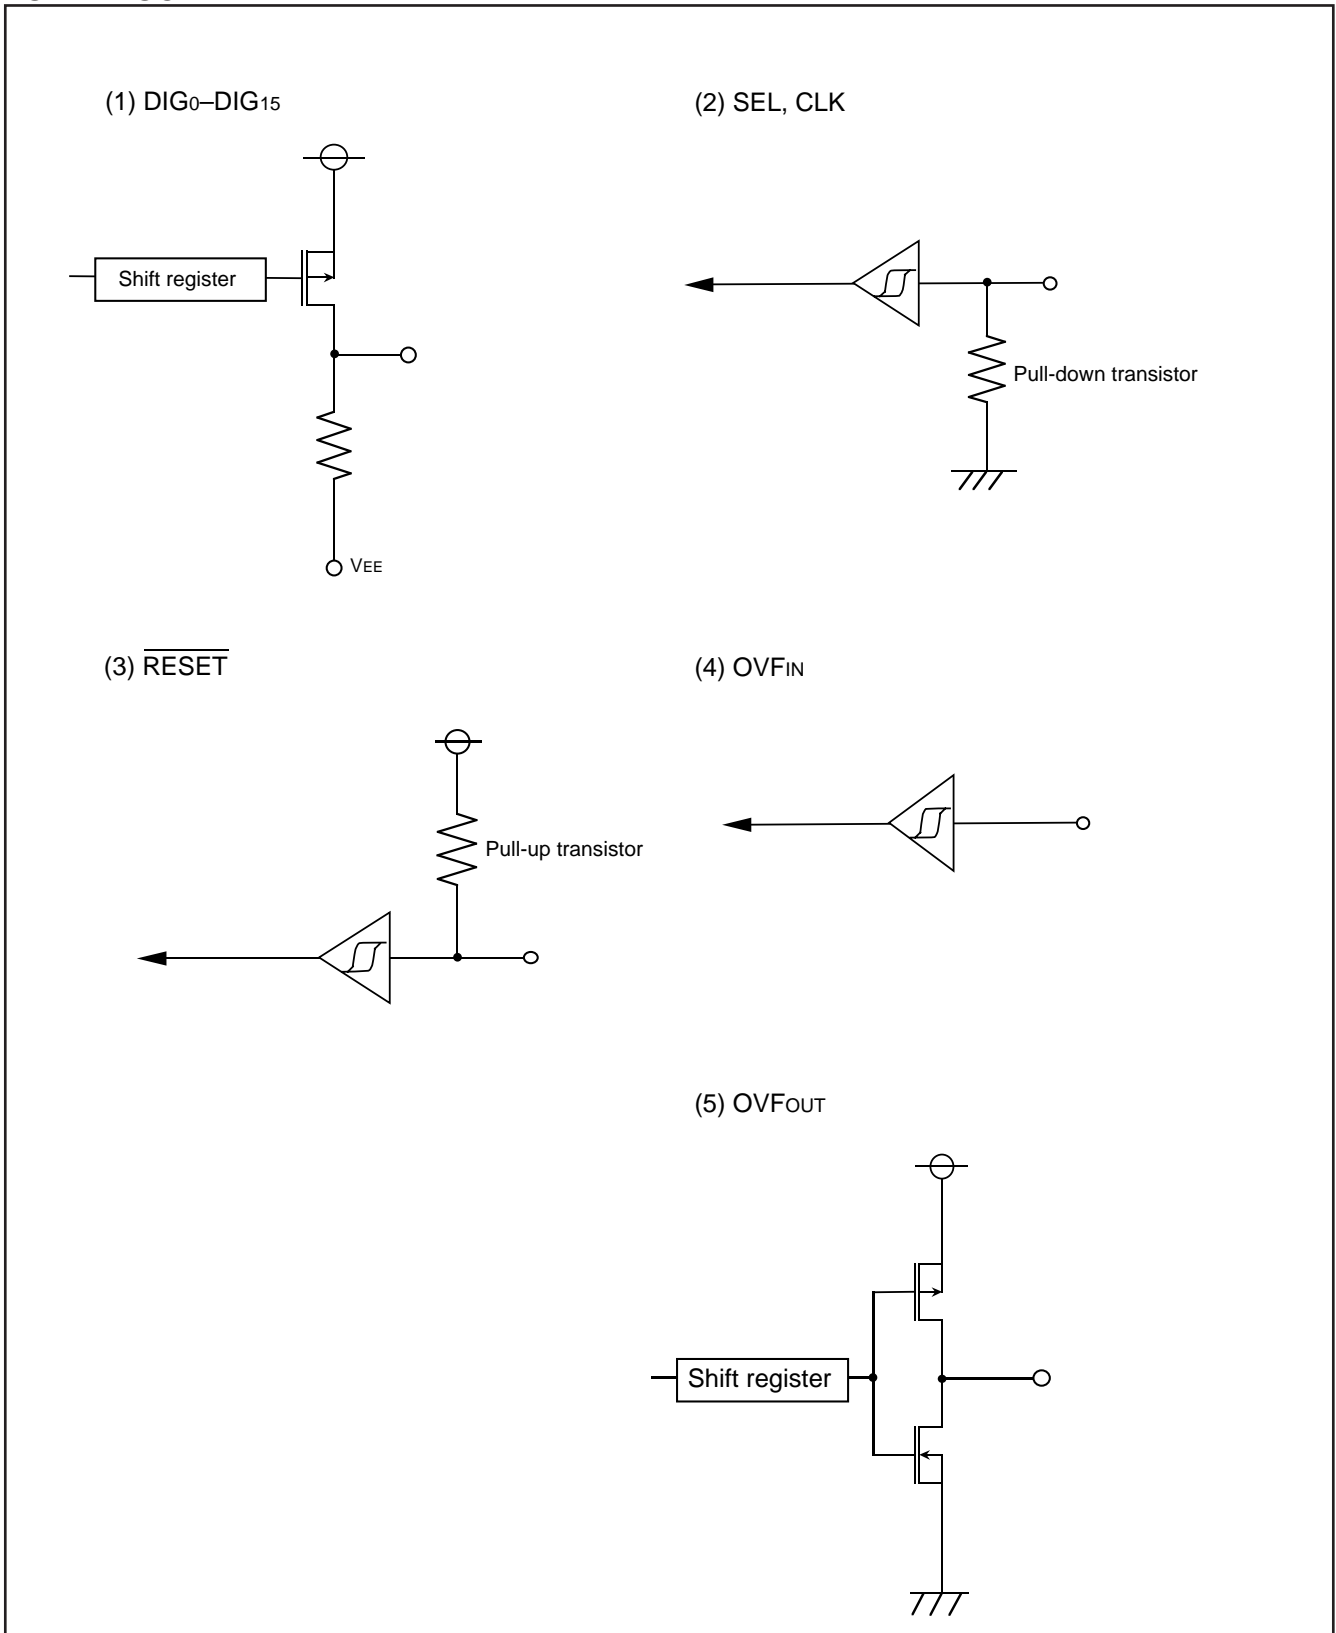 (1) DIG0–DIG15
(2) SEL, CLK
Shift register
Pull-down transistor
VEE
(3) RESET
(4) OVFIN
Pull-up transistor
(5) OVFOUT
Shift register